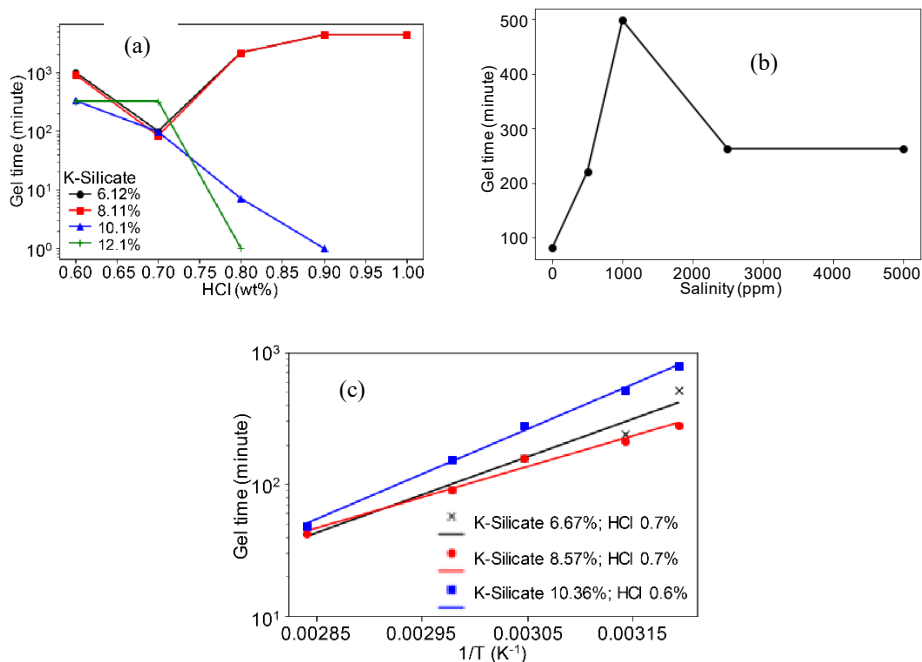 (a)
Gel time (minute)
10³
10²
10¹
10⁰
K-Silicate
6.12%
8.11%
10.1%
12.1%
0.60 0.65 0.70 0.75 0.80 0.85 0.90 0.95 1.00
HCl (wt%)
(b)
Gel time (minute)
500
400
300
200
100
0 1000 2000 3000 4000 5000
Salinity (ppm)
(c)
Gel time (minute)
10³
10²
10¹
K-Silicate 6.67%; HCl 0.7%
K-Silicate 8.57%; HCl 0.7%
K-Silicate 10.36%; HCl 0.6%
0.00285 0.00295 0.00305 0.00315
1/T (K⁻¹)